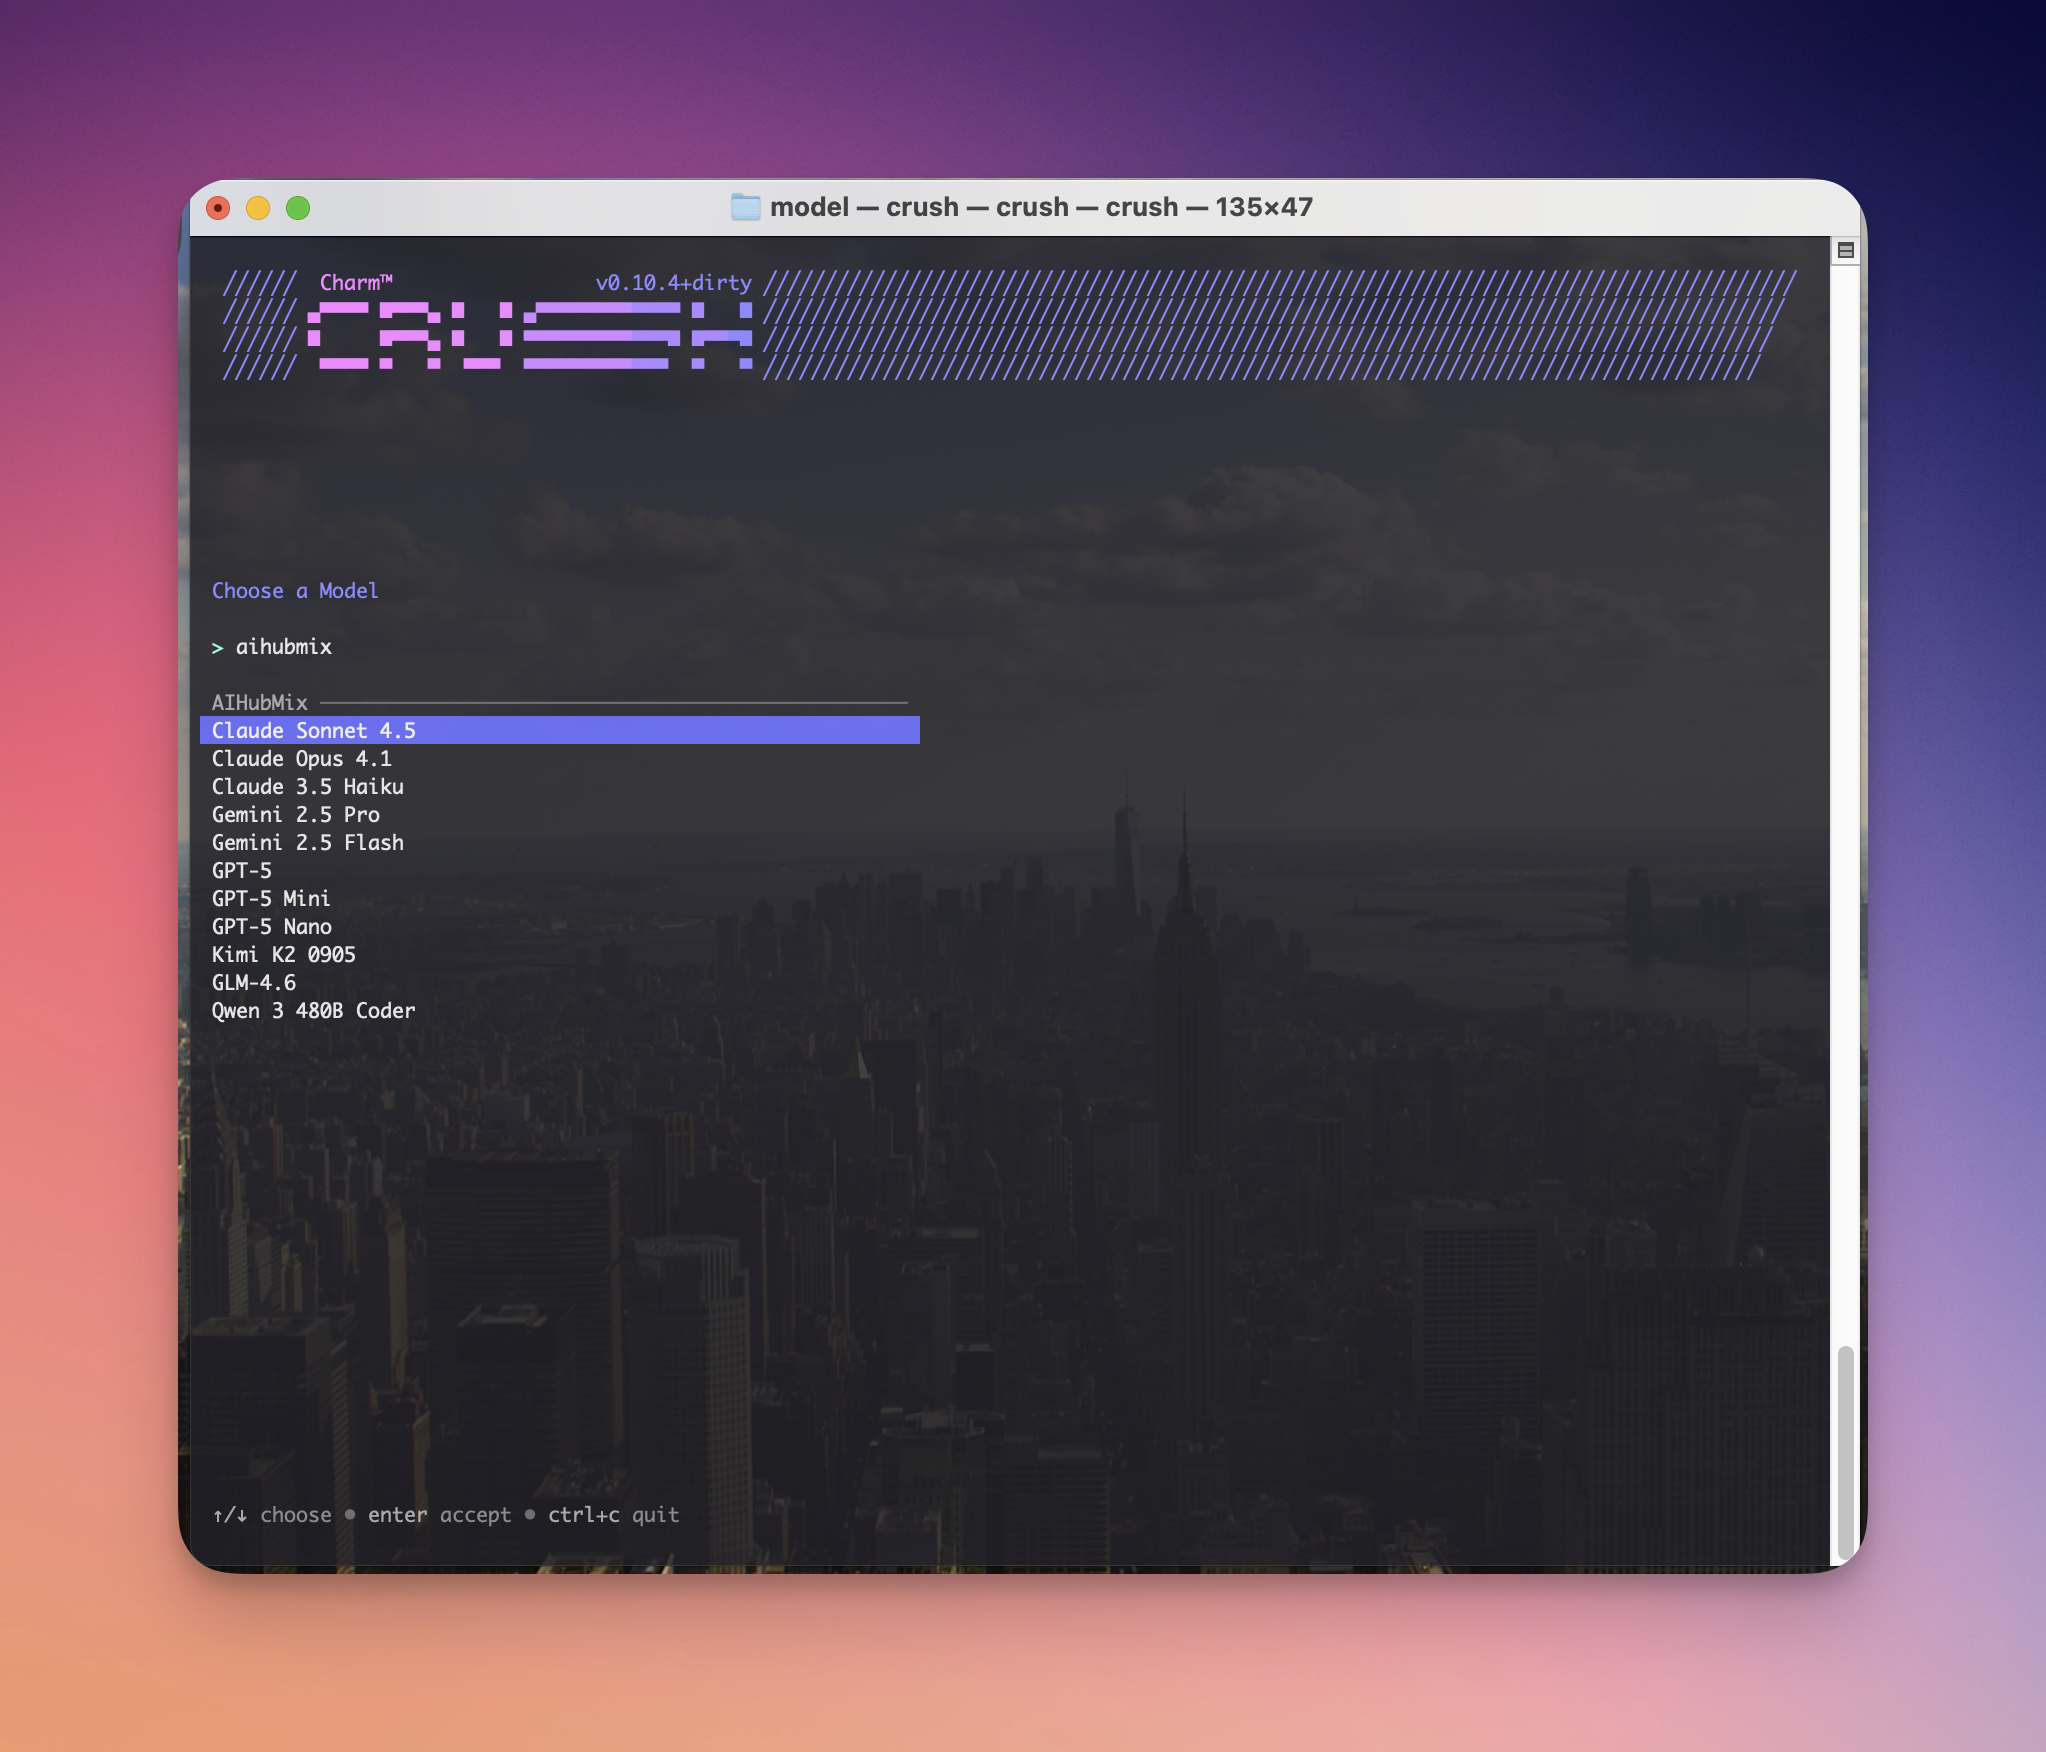 model — crush — crush — crush — 135×47
////// Charm™ v0.10.4+dirty //////////////////////////////////////////////////////////////////////////////////////
CRUSH
Choose a Model
> aihubmix
AIHubMix
Claude Sonnet 4.5
Claude Opus 4.1
Claude 3.5 Haiku
Gemini 2.5 Pro
Gemini 2.5 Flash
GPT-5
GPT-5 Mini
GPT-5 Nano
Kimi K2 0905
GLM-4.6
Qwen 3 480B Coder
↑/↓ choose • enter accept • ctrl+c quit